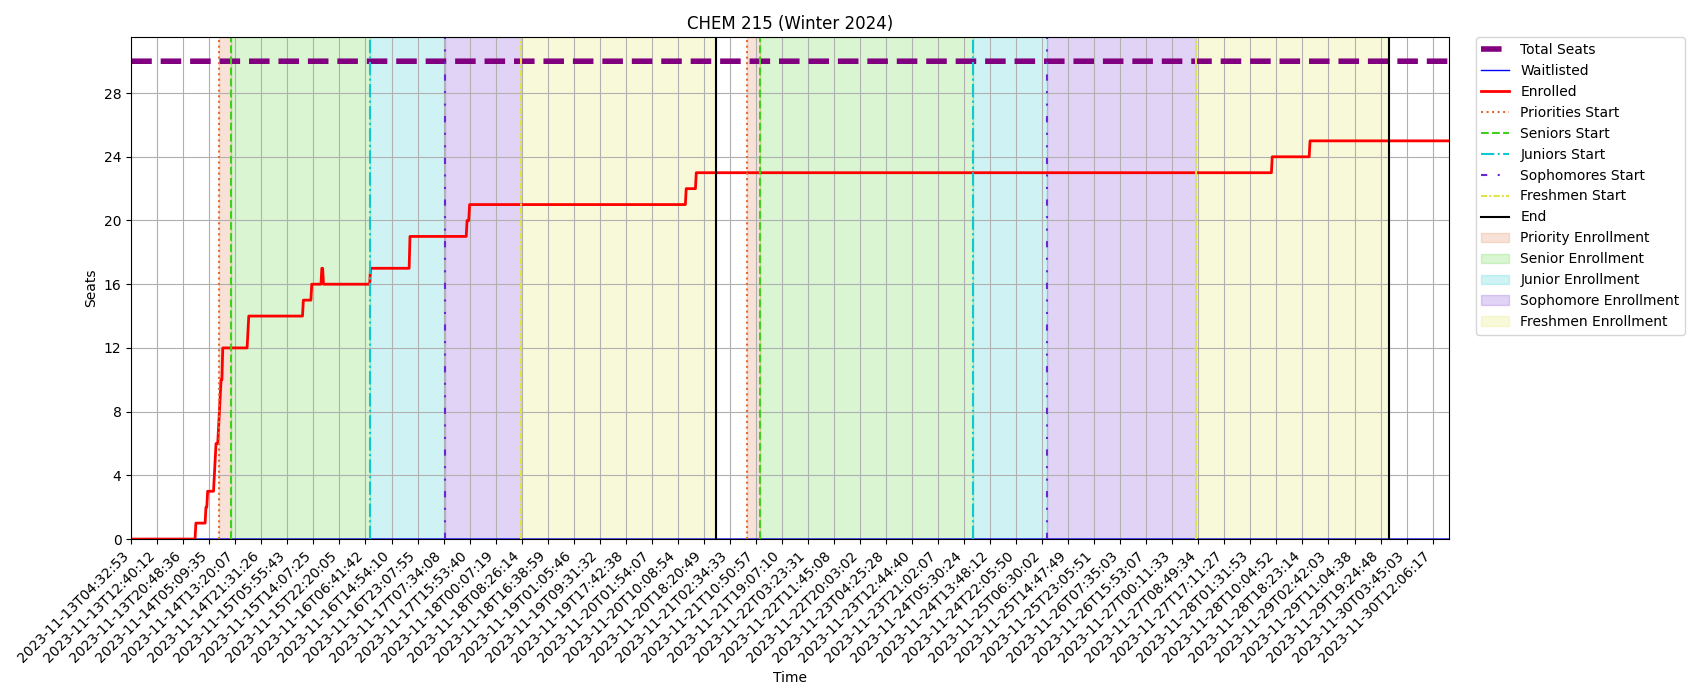 CHEM 215 (Winter 2024)
Seats
28
24
20
16
12
8
4
0
2023-11-13T04:32:53
2023-11-13T12:40:12
2023-11-13T20:48:36
2023-11-14T05:09:35
2023-11-14T13:20:07
2023-11-14T21:31:26
2023-11-15T05:55:43
2023-11-15T14:07:25
2023-11-15T22:20:05
2023-11-16T06:41:42
2023-11-16T14:54:10
2023-11-16T23:07:55
2023-11-17T07:34:08
2023-11-17T15:53:40
2023-11-18T00:07:19
2023-11-18T08:26:14
2023-11-18T16:38:59
2023-11-19T01:05:46
2023-11-19T09:31:32
2023-11-19T17:42:38
2023-11-20T01:54:07
2023-11-20T10:08:54
2023-11-20T18:20:49
2023-11-21T02:34:33
2023-11-21T10:50:57
2023-11-21T19:07:10
2023-11-22T03:23:31
2023-11-22T11:45:08
2023-11-22T20:03:02
2023-11-23T04:25:28
2023-11-23T12:44:40
2023-11-23T21:02:07
2023-11-24T05:30:24
2023-11-24T13:48:12
2023-11-24T22:05:50
2023-11-25T06:30:02
2023-11-25T14:47:49
2023-11-25T23:05:51
2023-11-26T07:35:03
2023-11-26T15:53:07
2023-11-27T00:11:33
2023-11-27T08:49:34
2023-11-27T17:11:27
2023-11-28T01:31:53
2023-11-28T10:04:52
2023-11-28T18:23:14
2023-11-29T02:42:03
2023-11-29T11:04:38
2023-11-29T19:24:48
2023-11-30T03:45:03
2023-11-30T12:06:17
Time
Total Seats
Waitlisted
Enrolled
Priorities Start
Seniors Start
Juniors Start
Sophomores Start
Freshmen Start
End
Priority Enrollment
Senior Enrollment
Junior Enrollment
Sophomore Enrollment
Freshmen Enrollment